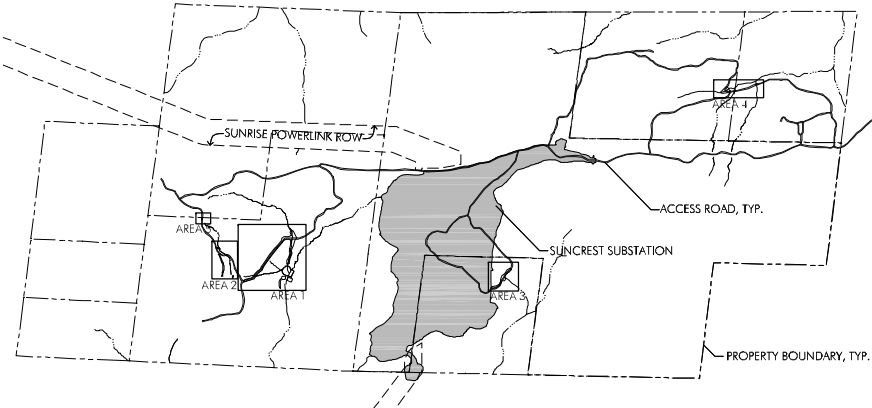 AREA 4
SUNRISE POWERLINK ROW
ACCESS ROAD, TYP.
AREA
SUNCREST SUBSTATION
AREA 2
AREA 1
AREA 3
PROPERTY BOUNDARY, TYP.